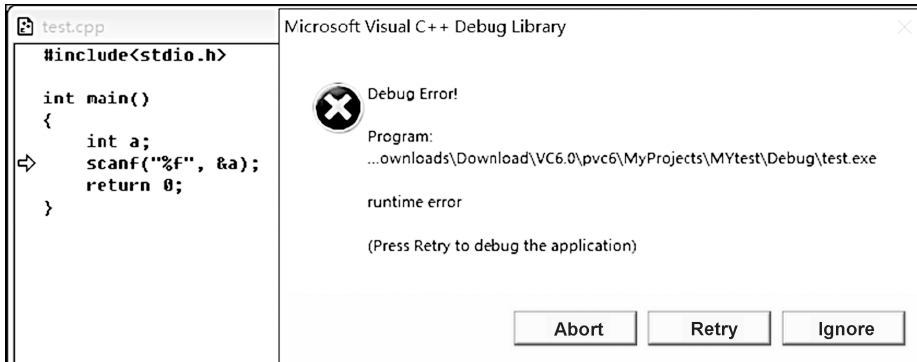 test.cpp
#include<stdio.h>
int main()
{
int a;
scanf("%f", &a);
return 0;
}
Microsoft Visual C++ Debug Library
Debug Error!
Program:
...ownloads\Download\VC6.0\pvc6\MyProjects\MYtest\Debug\test.exe
runtime error
(Press Retry to debug the application)
Abort
Retry
Ignore